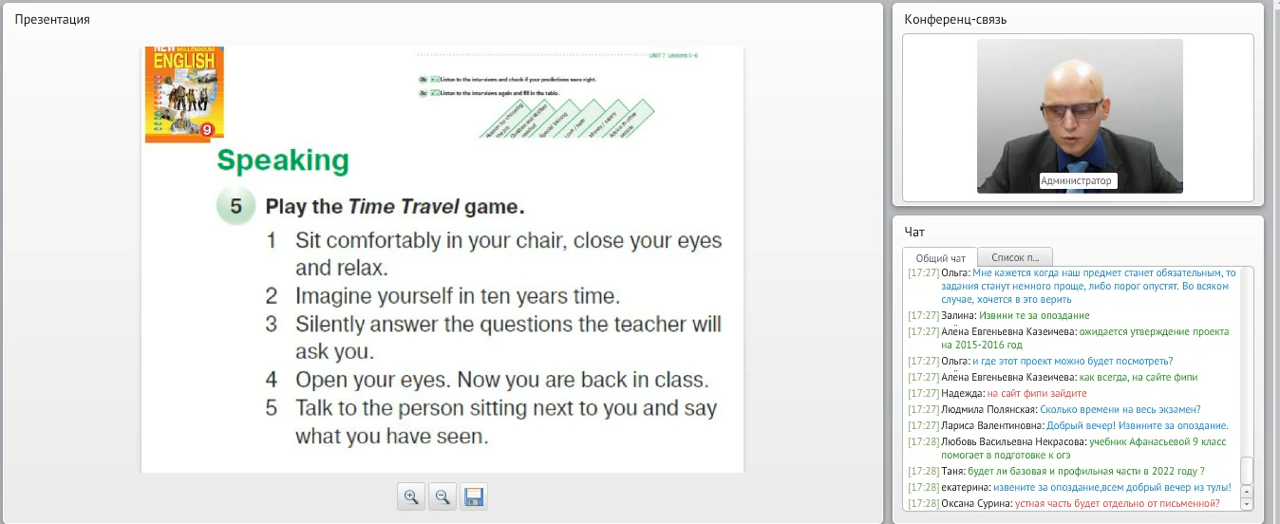 Презентация
NEW MILLENNIUM
ENGLISH
9
UNIT 7 Lessons 5–6
Listen to the interviews and check if your predictions were right.
Listen to the interviews again and fill in the table.
Speaking
5 Play the Time Travel game.
1 Sit comfortably in your chair, close your eyes
and relax.
2 Imagine yourself in ten years time.
3 Silently answer the questions the teacher will
ask you.
4 Open your eyes. Now you are back in class.
5 Talk to the person sitting next to you and say
what you have seen.
Конференц-связь
Администратор
Чат
Общий чат
Список п...
[17:27] Ольга: Мне кажется когда наш предмет станет обязательным, то
задания станут немного проще, либо порог опустят. Во всяком
случае, хочется в это верить
[17:27] Залина: Извини те за опоздание
[17:27] Алёна Евгеньевна Казеичева: ожидается утверждение проекта
на 2015-2016 год
[17:27] Ольга: и где этот проект можно будет посмотреть?
[17:27] Алёна Евгеньевна Казеичева: как всегда, на сайте фипи
[17:27] Надежда: на сайт фипи зайдите
[17:27] Людмила Полянская: Сколько времени на весь экзамен?
[17:27] Лариса Валентиновна: Добрый вечер! Извините за опоздание.
[17:28] Любовь Васильевна Некрасова: учебник Афанасьевой 9 класс
помогает в подготовке к огэ
[17:28] Таня: будет ли базовая и профильная части в 2022 году ?
[17:28] екатерина: извените за опоздание,всем добрый вечер из тулы!
[17:28] Оксана Сурина: устная часть будет отдельно от письменной?